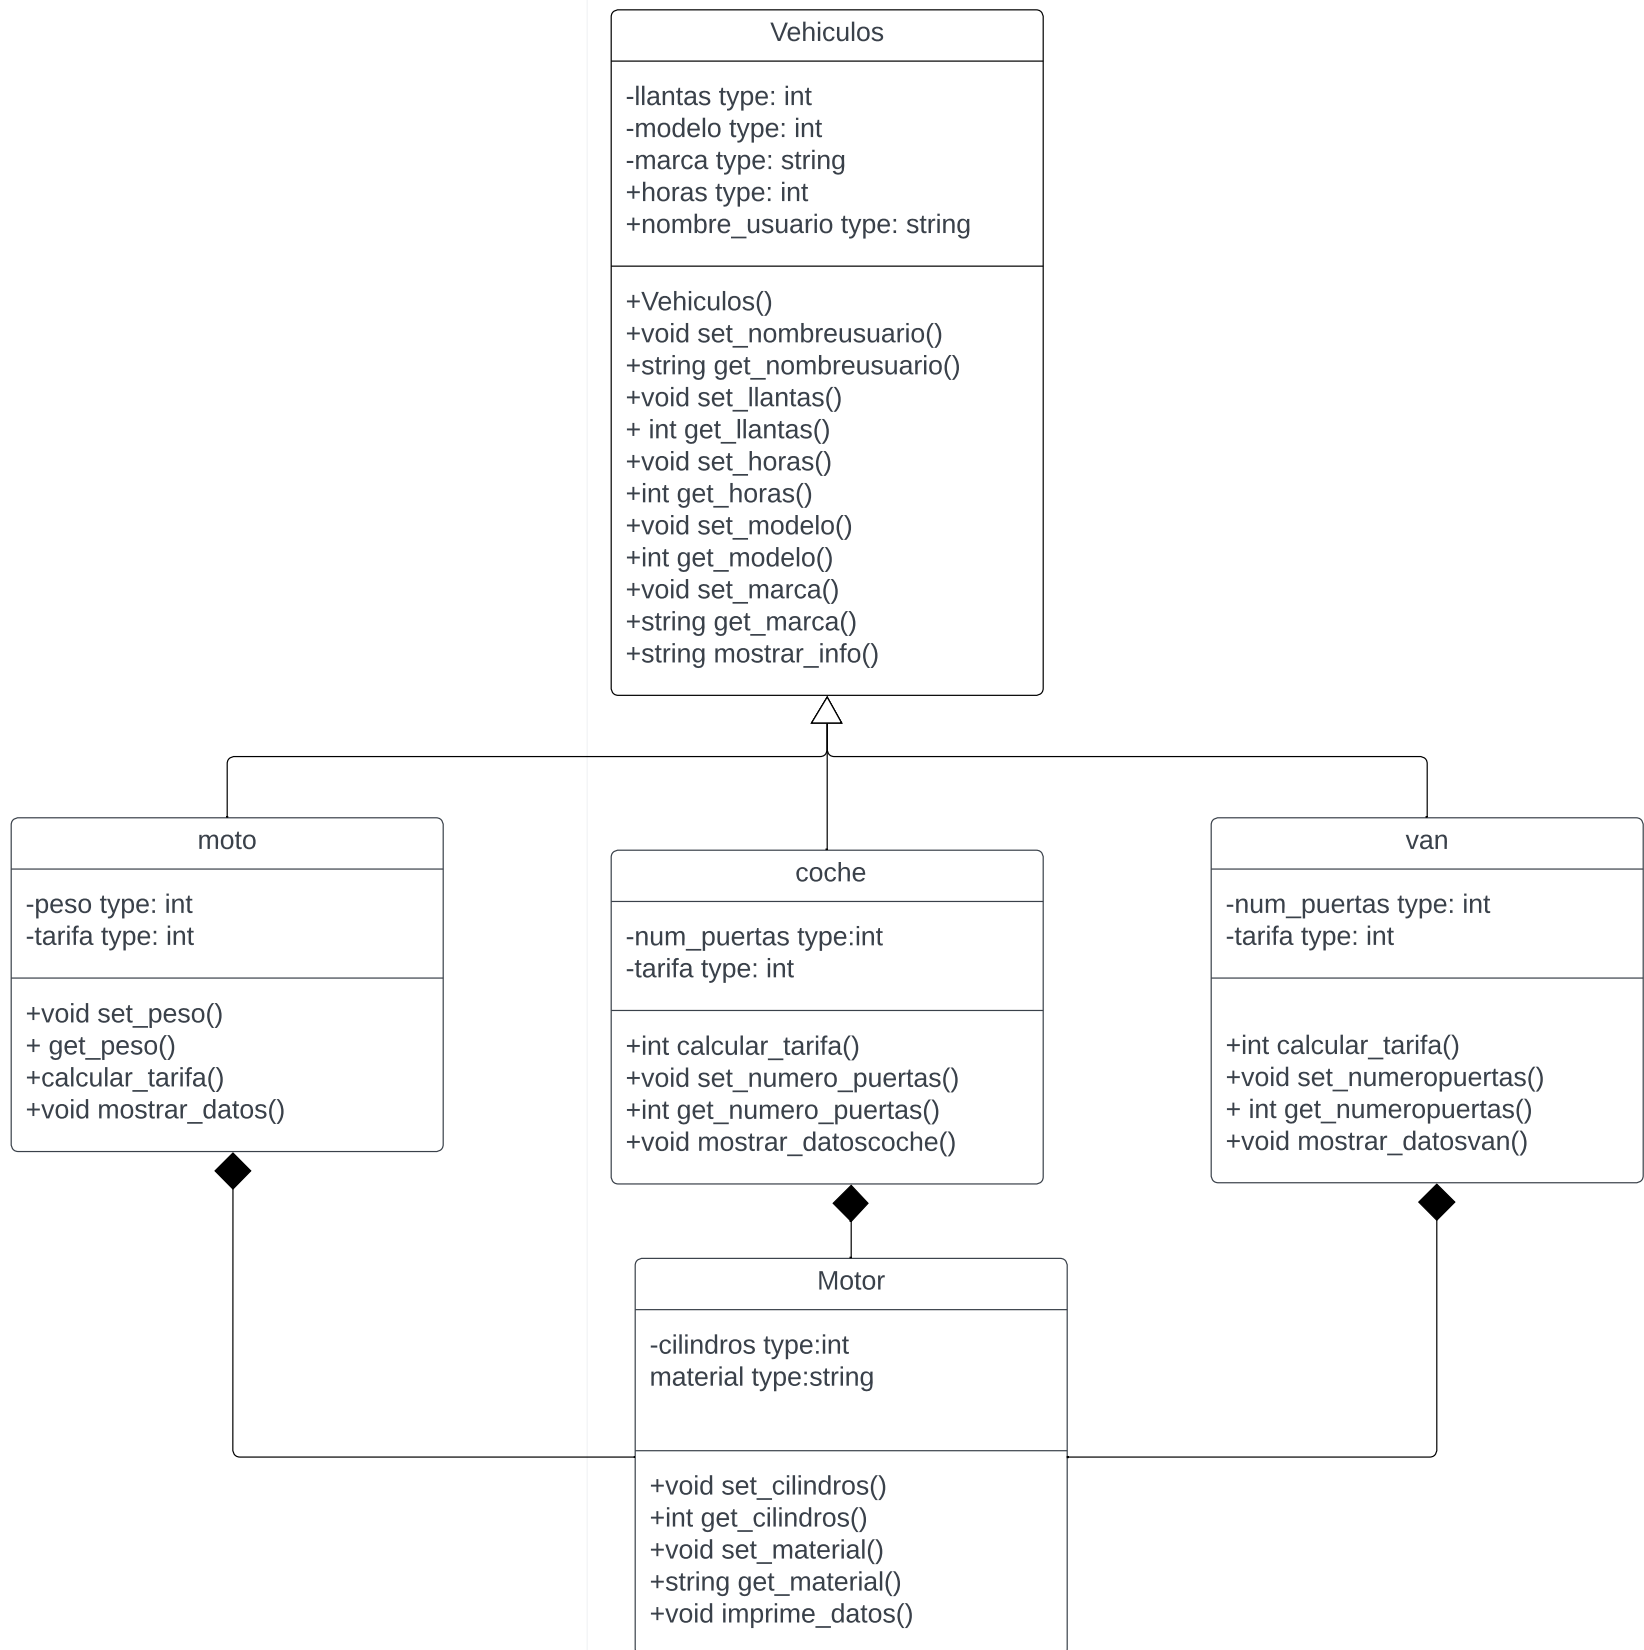 Vehiculos
-llantas type: int
-modelo type: int
-marca type: string
+horas type: int
+nombre_usuario type: string
+Vehiculos()
+void set_nombreusuario()
+string get_nombreusuario()
+void set_llantas()
+ int get_llantas()
+void set_horas()
+int get_horas()
+void set_modelo()
+int get_modelo()
+void set_marca()
+string get_marca()
+string mostrar_info()
moto
-peso type: int
-tarifa type: int
+void set_peso()
+ get_peso()
+calcular_tarifa()
+void mostrar_datos()
coche
-num_puertas type:int
-tarifa type: int
+int calcular_tarifa()
+void set_numero_puertas()
+int get_numero_puertas()
+void mostrar_datoscoche()
van
-num_puertas type: int
-tarifa type: int
+int calcular_tarifa()
+void set_numeropuertas()
+ int get_numeropuertas()
+void mostrar_datosvan()
Motor
-cilindros type:int
material type:string
+void set_cilindros()
+int get_cilindros()
+void set_material()
+string get_material()
+void imprime_datos()